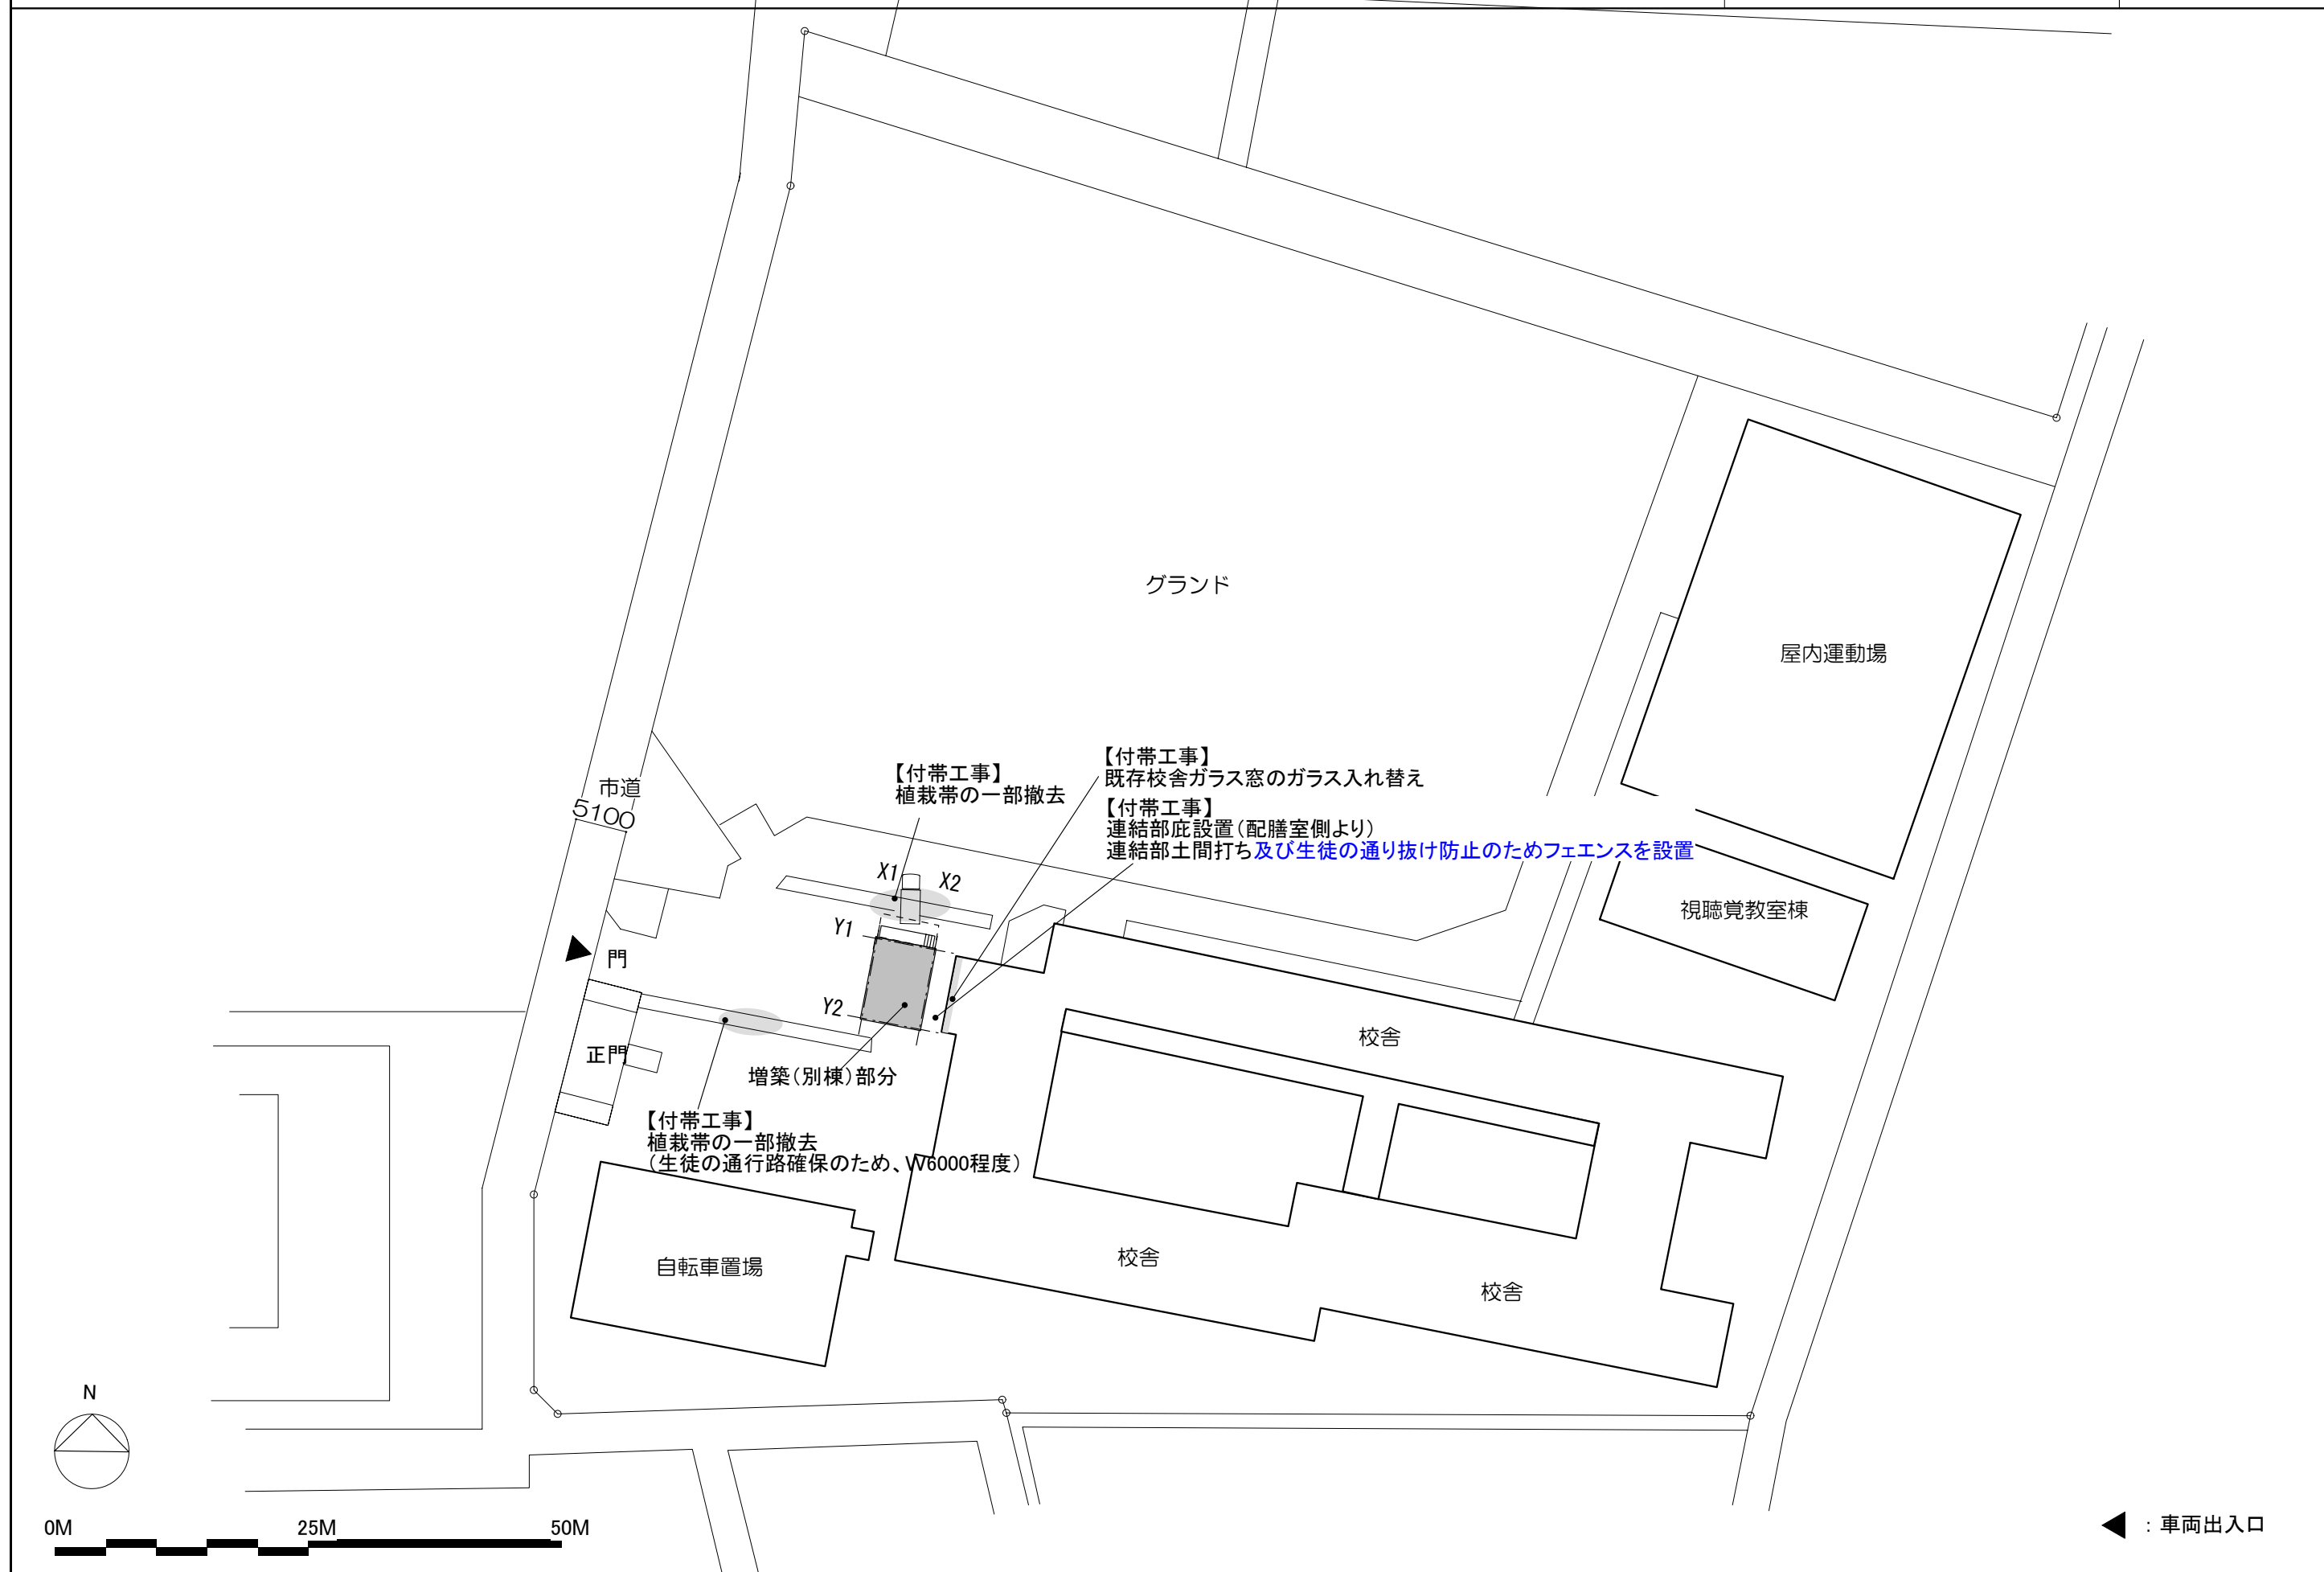 グランド
屋内運動場
市道
5100
【付帯工事】
植栽帯の一部撤去
【付帯工事】
既存校舎ガラス窓のガラス入れ替え
【付帯工事】
連結部庇設置（配膳室側より）
連結部土間打ち及び生徒の通り抜け防止のためフェエンスを設置
X1
X2
視聴覚教室棟
Y1
門
Y2
校舎
正門
増築（別棟）部分
【付帯工事】
植栽帯の一部撤去
（生徒の通行路確保のため、W6000程度）
自転車置場
校舎
校舎
N
0M
25M
50M
：車両出入口